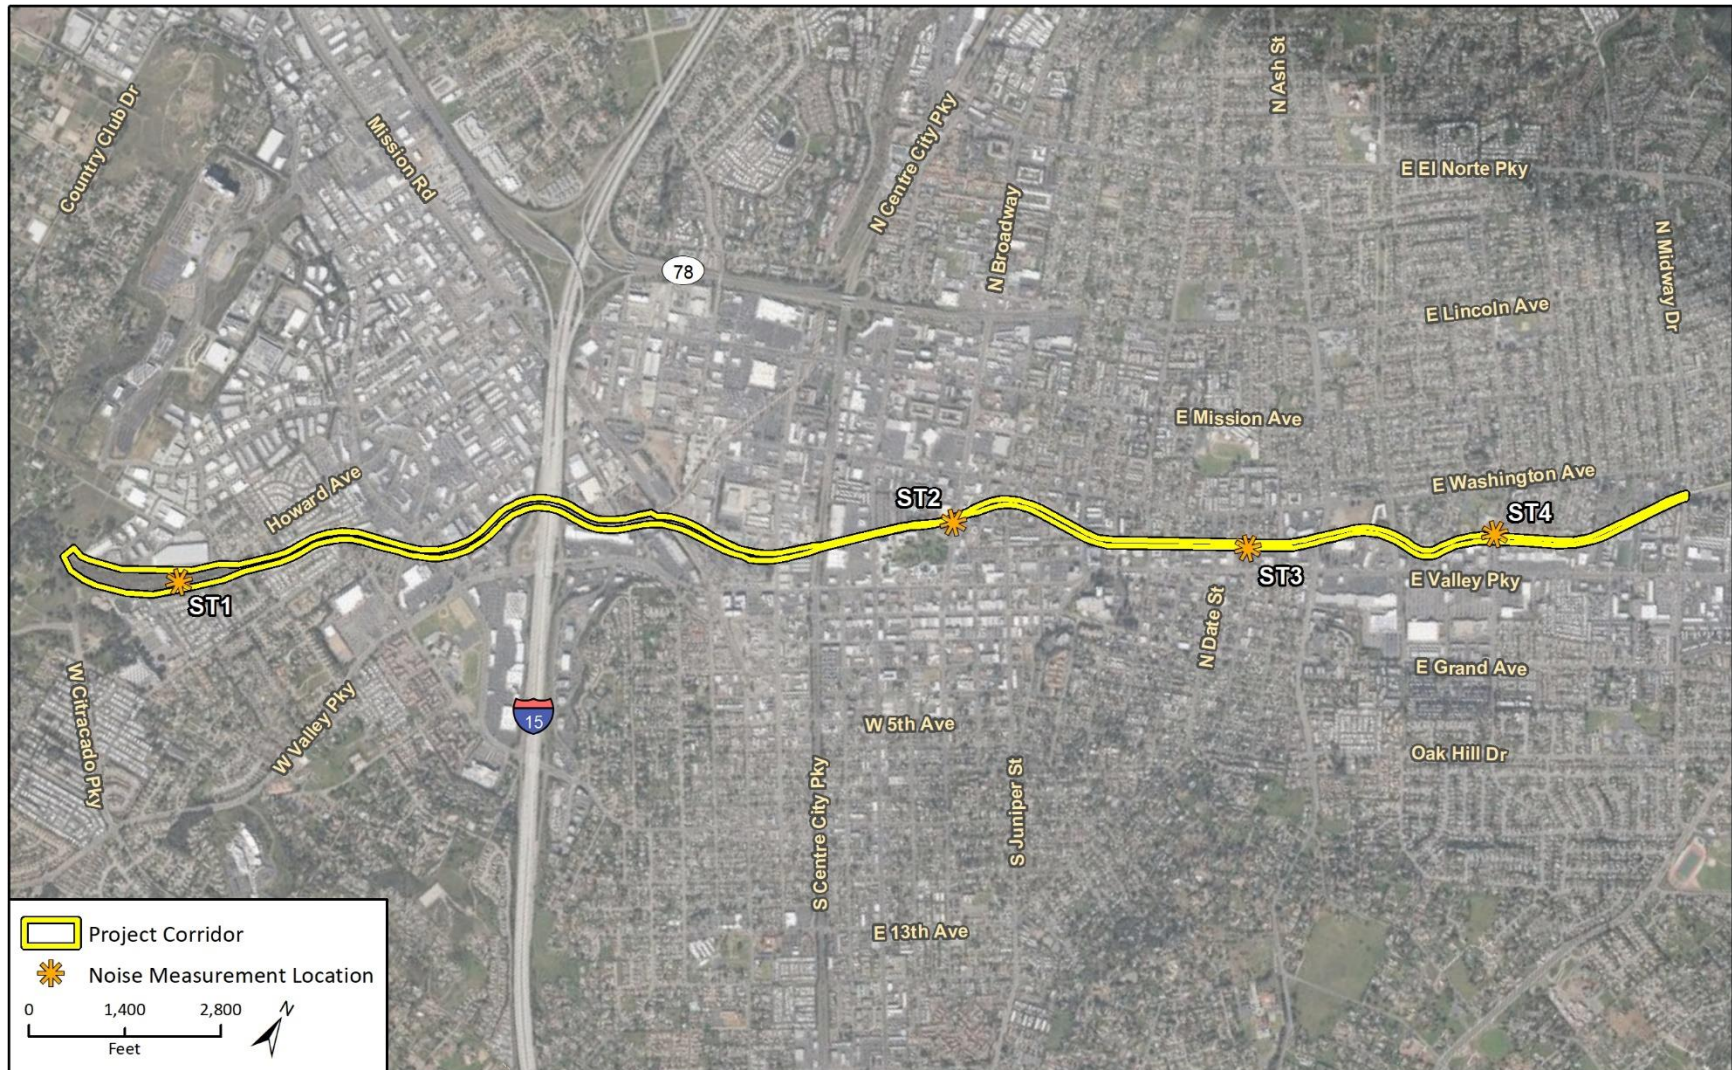 Country Club Dr
Mission Rd
N Centre City Pky
N Broadway
N Ash St
E El Norte Pky
N Midway Dr
78
E Lincoln Ave
E Mission Ave
E Washington Ave
Howard Ave
ST2
ST4
ST1
ST3
E Valley Pky
N Date St
E Grand Ave
W Citracado Pky
W Valley Pky
15
W 5th Ave
Oak Hill Dr
S Centre City Pky
S Juniper St
E 13th Ave
Project Corridor
Noise Measurement Location
0 1,400 2,800
Feet
N